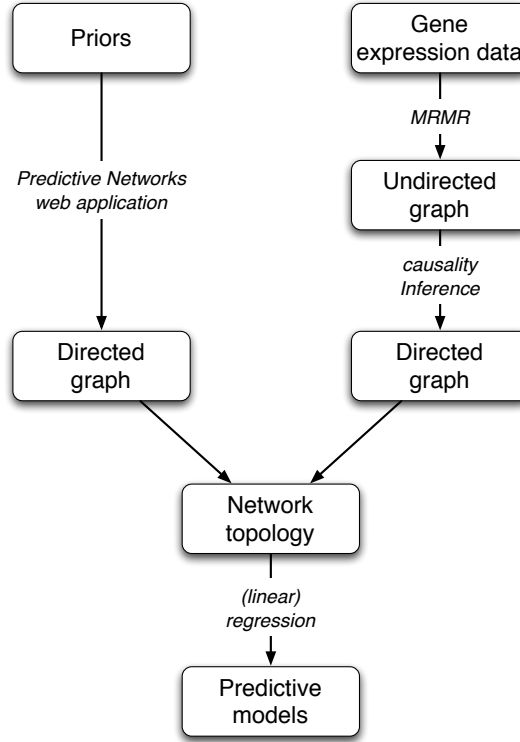 Priors
Gene
expression data
MRMR
Predictive Networks
web application
Undirected
graph
causality
Inference
Directed
graph
Directed
graph
Network
topology
(linear)
regression
Predictive
models